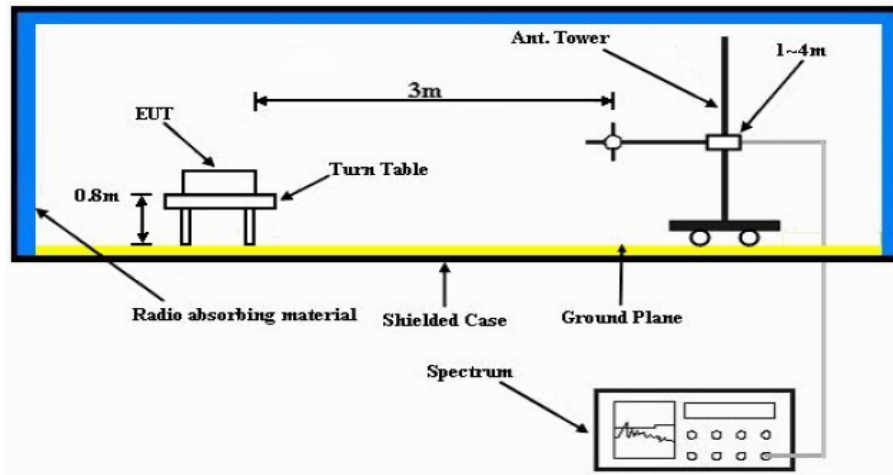 Ant. Tower
1~4m
3m
EUT
Turn Table
0.8m
Radio absorbing material
Shielded Case
Ground Plane
Spectrum